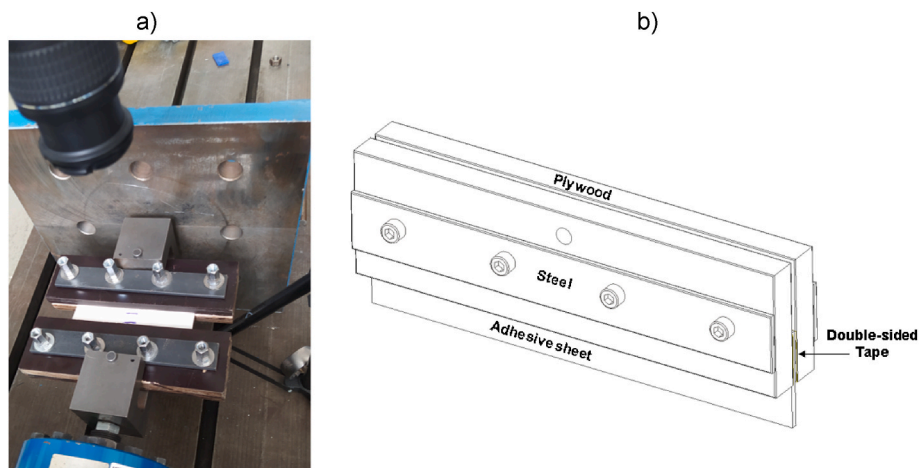 a)
b)
Plywood
Steel
Adhesive sheet
Double-sided
Tape